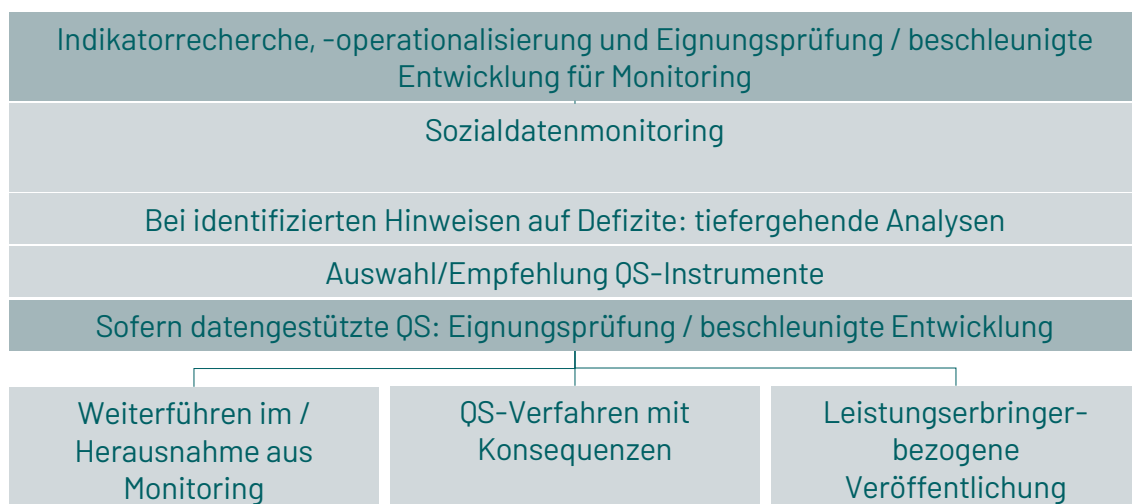 Indikatorrecherche, -operationalisierung und Eignungsprüfung / beschleunigte
Entwicklung für Monitoring
Sozialdatenmonitoring
Bei identifizierten Hinweisen auf Defizite: tiefergehende Analysen
Auswahl/Empfehlung QS-Instrumente
Sofern datengestützte QS: Eignungsprüfung / beschleunigte Entwicklung
Weiterführen im /
Herausnahme aus
Monitoring
QS-Verfahren mit
Konsequenzen
Leistungserbringer-
bezogene
Veröffentlichung